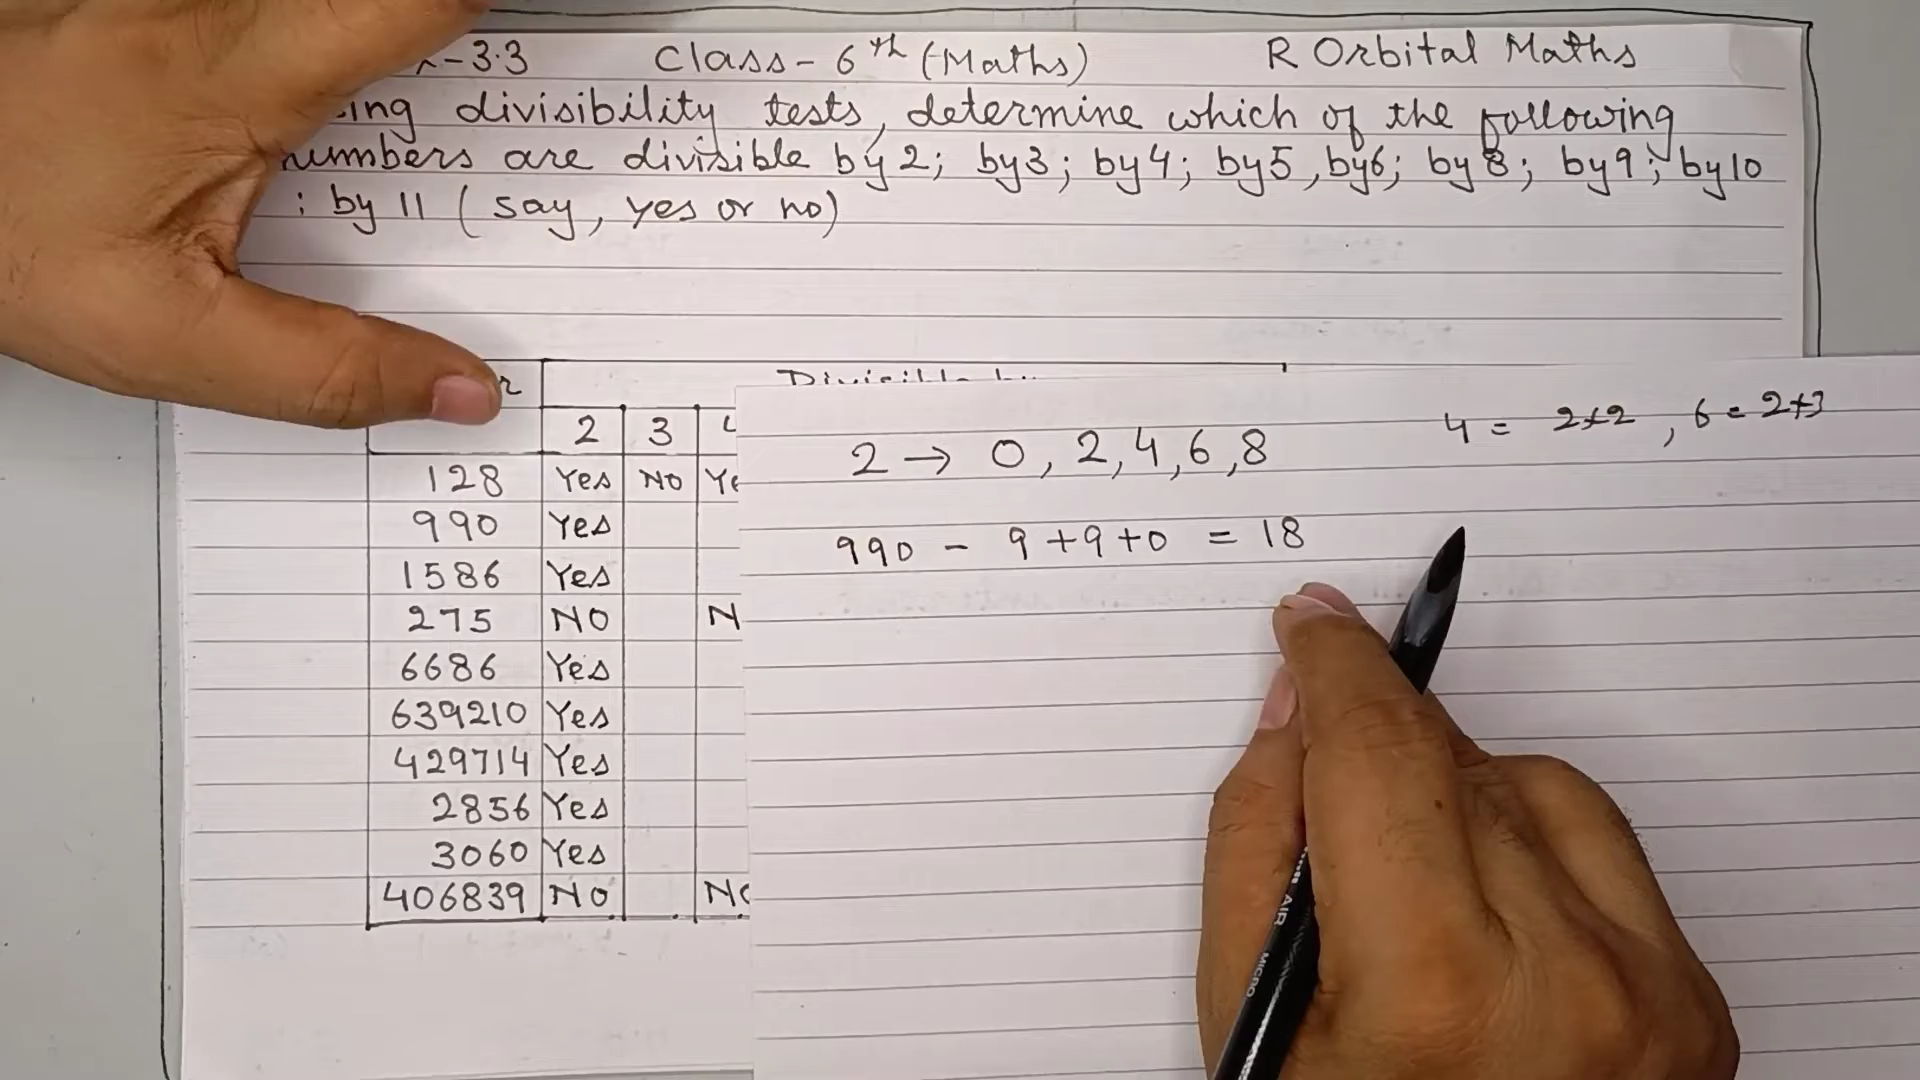 -3.3 Class - 6th (Maths) R Orbital Maths
divisibility tests, determine which of the following
numbers are divisible by 2; by 3; by 4; by 5, by 6; by 8; by 9; by 10
; by 11 (say, yes or no)
2 3
128 Yes NO
990 Yes
1586 Yes
275 NO
6686 Yes
639210 Yes
429714 Yes
2856 Yes
3060 Yes
406839 NO NO
4 = 2×2, 6 = 2×3
2 → 0, 2, 4, 6, 8
990 - 9+9+0 = 18
AIR
MICRO